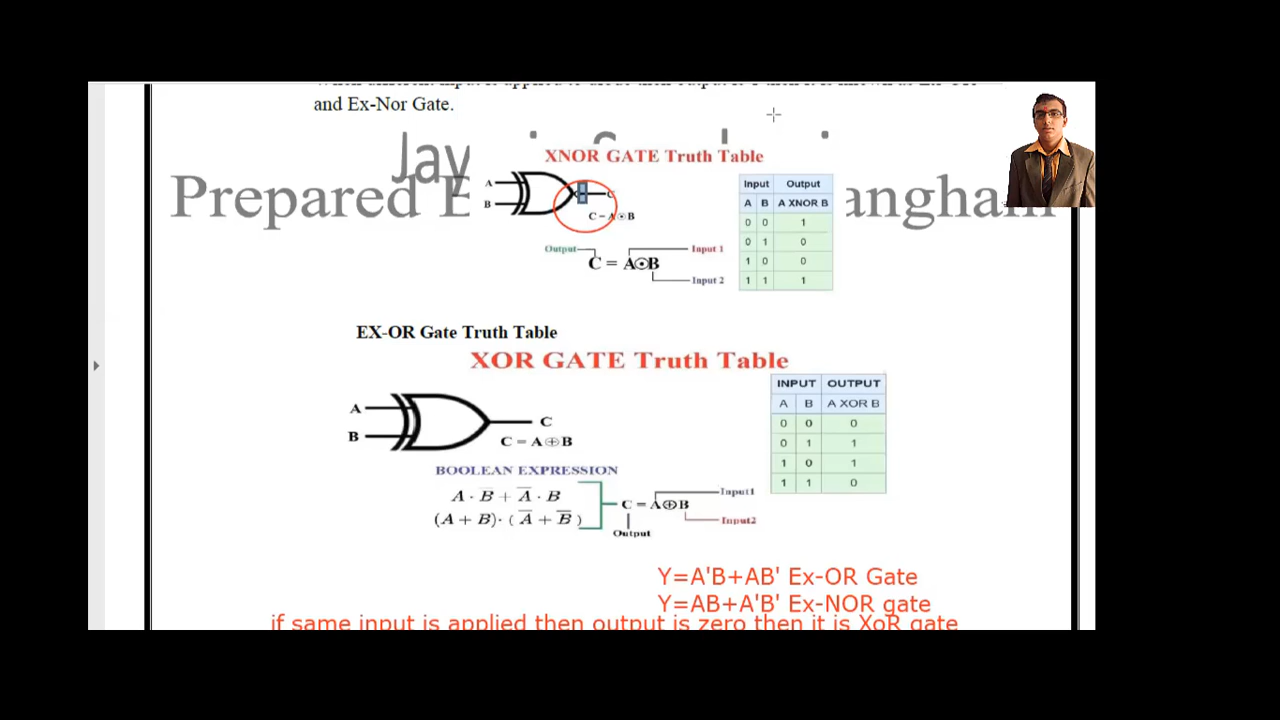 and Ex-Nor Gate.
Jay
Prepared angham
XNOR GATE Truth Table
A
B
C
C = A⊙B
Output
Input 1
C = A⊙B
Input 2
Input Output
A B A XNOR B
0 0 1
0 1 0
1 0 0
1 1 1
EX-OR Gate Truth Table
XOR GATE Truth Table
A
B
C
C = A⊕B
BOOLEAN EXPRESSION
A · B̅ + A̅ · B
(A + B)· ( A̅ + B̅ )
C = A⊕B
Input1
Input2
Output
INPUT OUTPUT
A B A XOR B
0 0 0
0 1 1
1 0 1
1 1 0
Y=A'B+AB' Ex-OR Gate
Y=AB+A'B' Ex-NOR gate
if same input is applied then output is zero then it is XoR gate